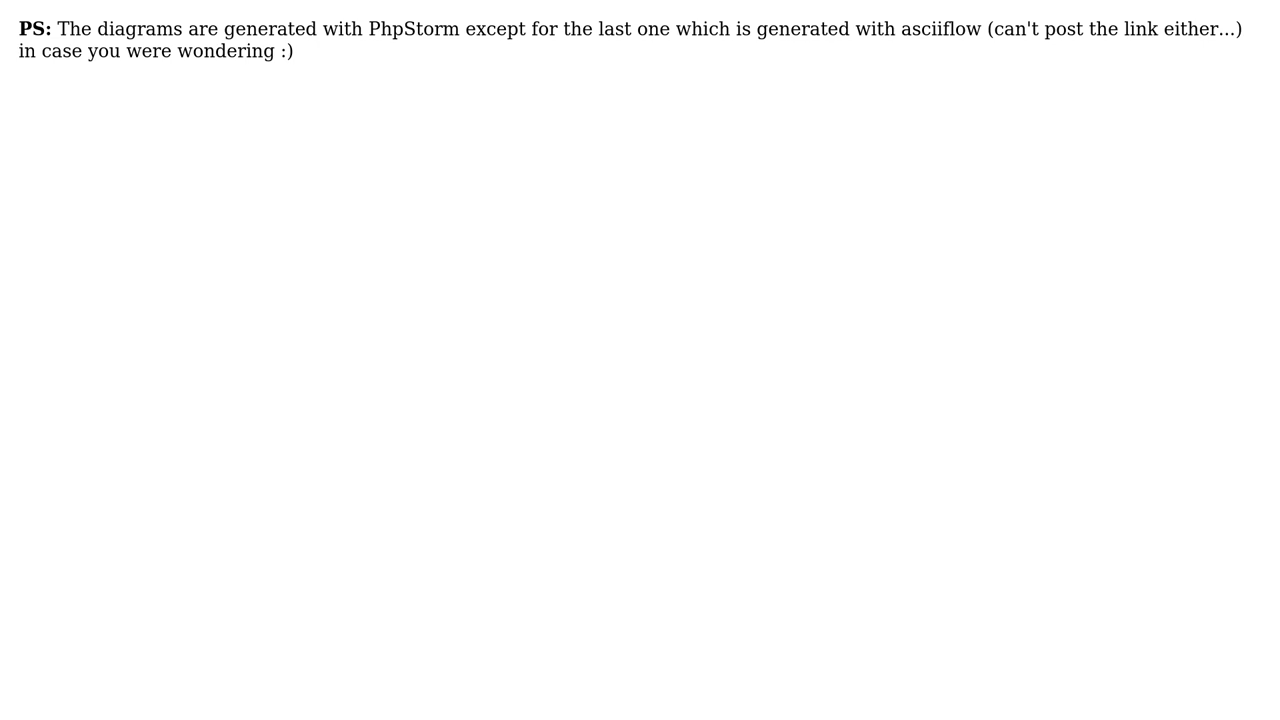 PS: The diagrams are generated with PhpStorm except for the last one which is generated with asciiflow (can't post the link either...)
in case you were wondering :)